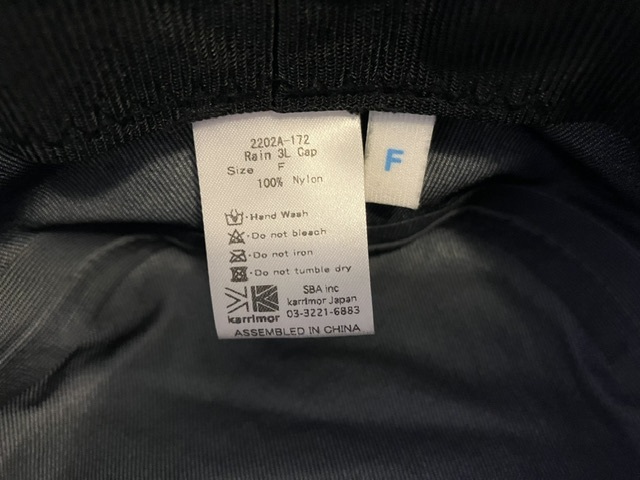 2202A-172
Rain 3L Cap
Size F
100% Nylon
F
·Hand Wash
·Do not bleach
·Do not iron
·Do not tumble dry
karrimor
SBA inc
karrimor Japan
03-3221-6883
ASSEMBLED IN CHINA